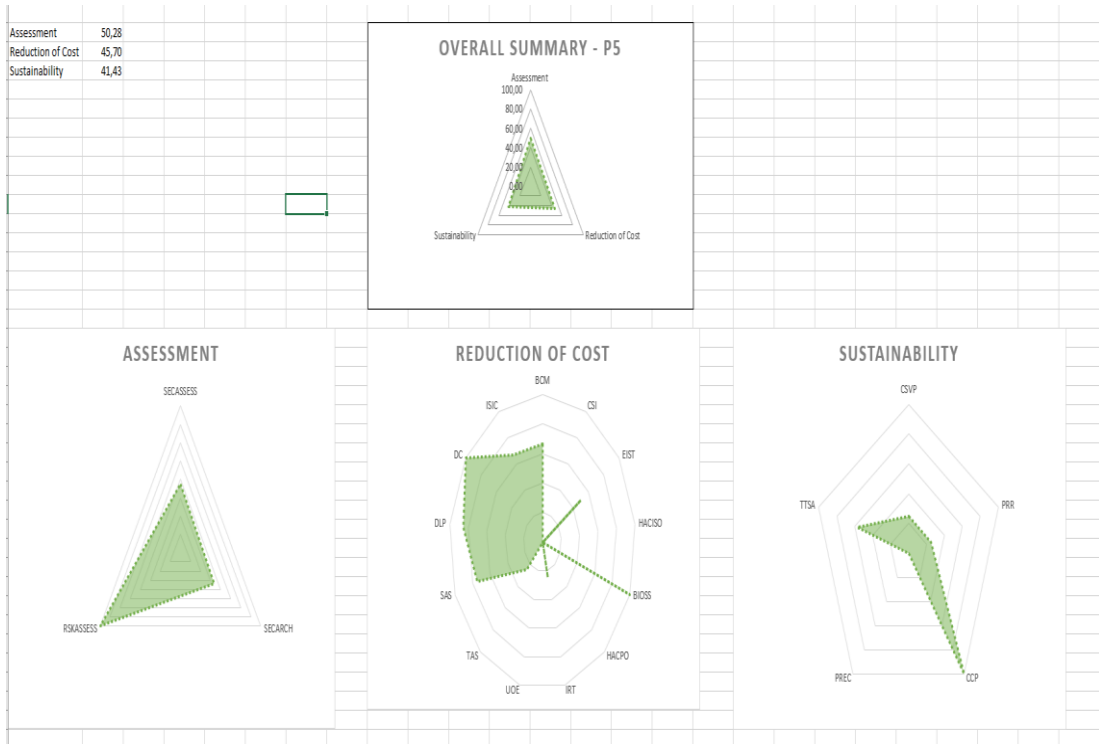 Assessment 50,28
Reduction of Cost 45,70
Sustainability 41,43
OVERALL SUMMARY - P5
Assessment
100,00
80,00
60,00
40,00
20,00
0,00
Sustainability
Reduction of Cost
ASSESSMENT
SECASSESS
RSKASSESS
SECARCH
REDUCTION OF COST
BCM
ISIC
CSI
DC
EIST
DLP
HACISO
SAS
BIOSS
TAS
HACPO
UOE
IRT
SUSTAINABILITY
CSVP
TTSA
PRR
PREC
CCP